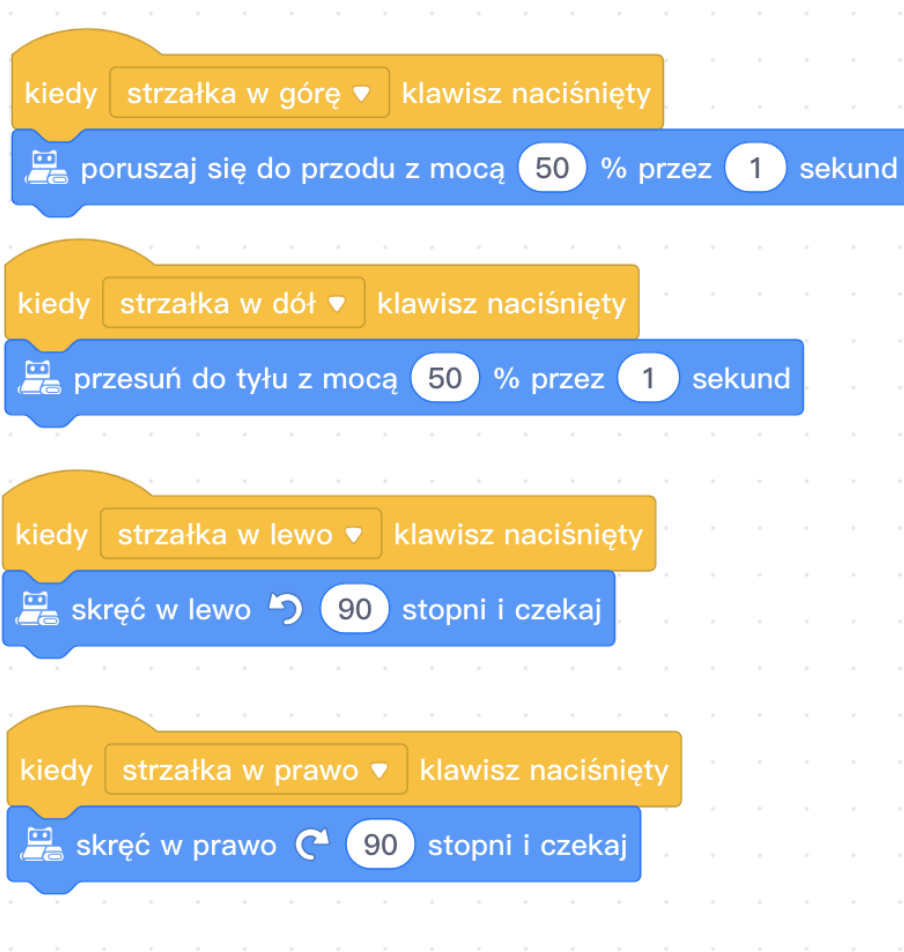 kiedy strzałka w górę klawisz naciśnięty
poruszaj się do przodu z mocą 50 % przez 1 sekund
kiedy strzałka w dół klawisz naciśnięty
przesuń do tyłu z mocą 50 % przez 1 sekund
kiedy strzałka w lewo klawisz naciśnięty
skręć w lewo 90 stopni i czekaj
kiedy strzałka w prawo klawisz naciśnięty
skręć w prawo 90 stopni i czekaj